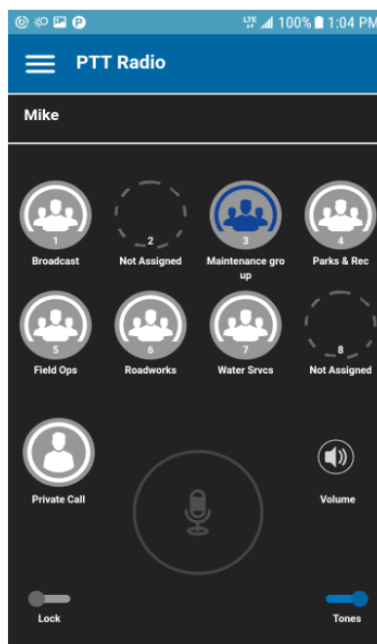 LTE 100% 1:04 PM
PTT Radio
Mike
1 2 3 4
Broadcast Not Assigned Maintenance gro Parks & Rec
up
5 6 7 8
Field Ops Roadworks Water Srvcs Not Assigned
Private Call Volume
Lock Tones